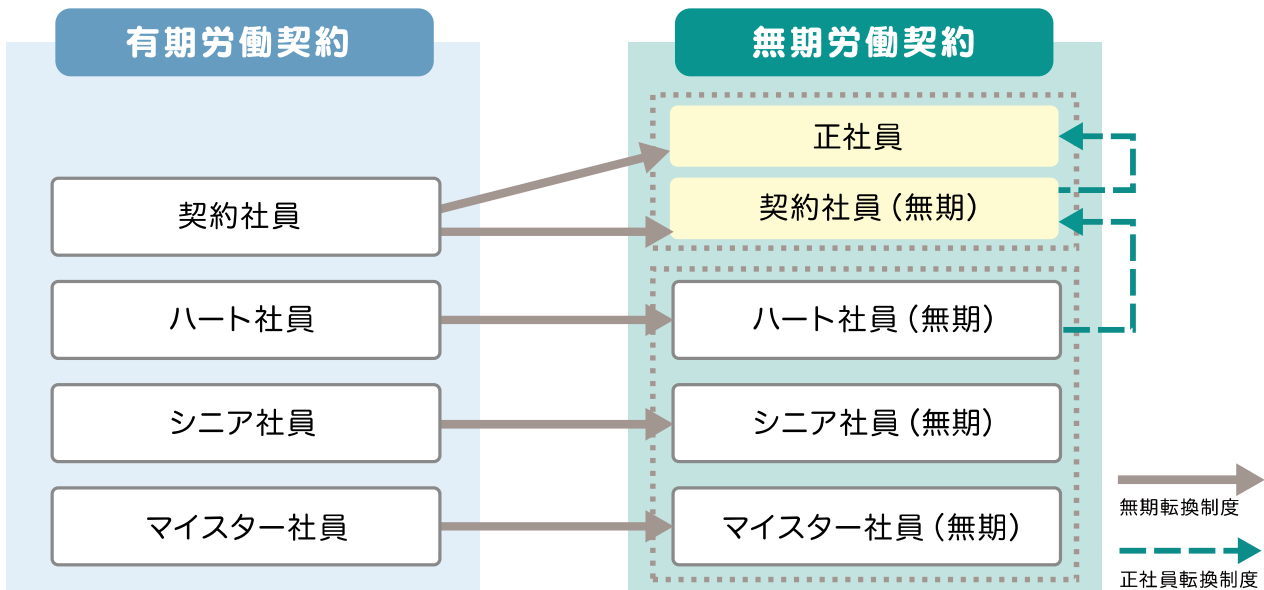 有期労働契約
無期労働契約
正社員
契約社員
契約社員（無期）
ハート社員
ハート社員（無期）
シニア社員
シニア社員（無期）
マイスター社員
マイスター社員（無期）
無期転換制度
正社員転換制度